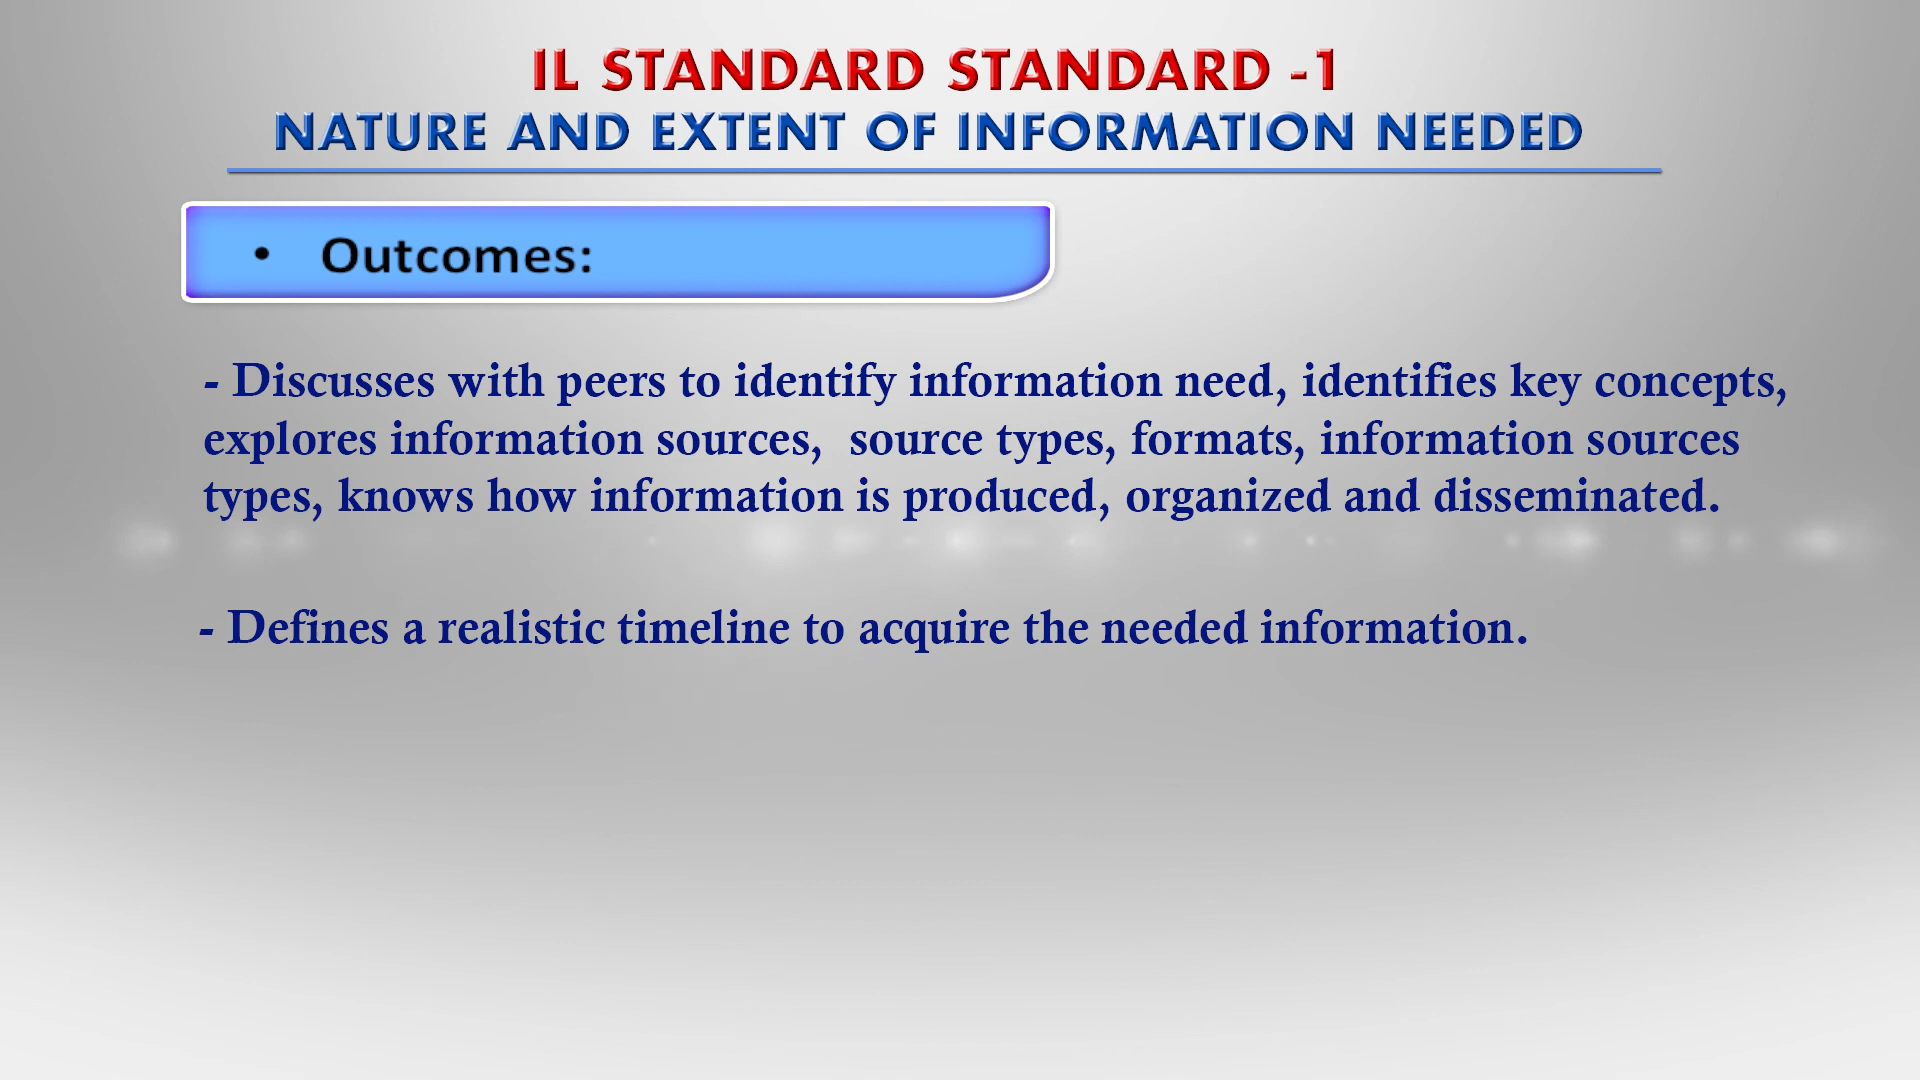 IL STANDARD STANDARD -1
NATURE AND EXTENT OF INFORMATION NEEDED
• Outcomes:
- Discusses with peers to identify information need, identifies key concepts,
explores information sources,  source types, formats, information sources
types, knows how information is produced, organized and disseminated.
- Defines a realistic timeline to acquire the needed information.